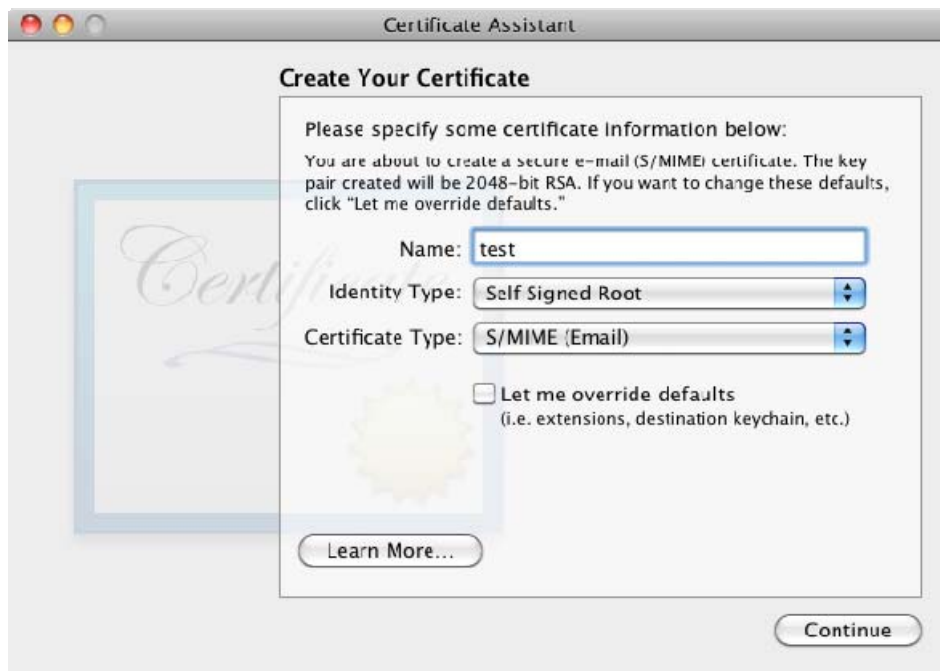 Certificate Assistant
Create Your Certificate
Please specify some certificate information below:
You are about to create a secure e-mail (S/MIME) certificate. The key
pair created will be 2048-bit RSA. If you want to change these defaults,
click “Let me override defaults.”
Name: test
Identity Type: Self Signed Root
Certificate Type: S/MIME (Email)
Let me override defaults
(i.e. extensions, destination keychain, etc.)
Certificate
Learn More...
Continue